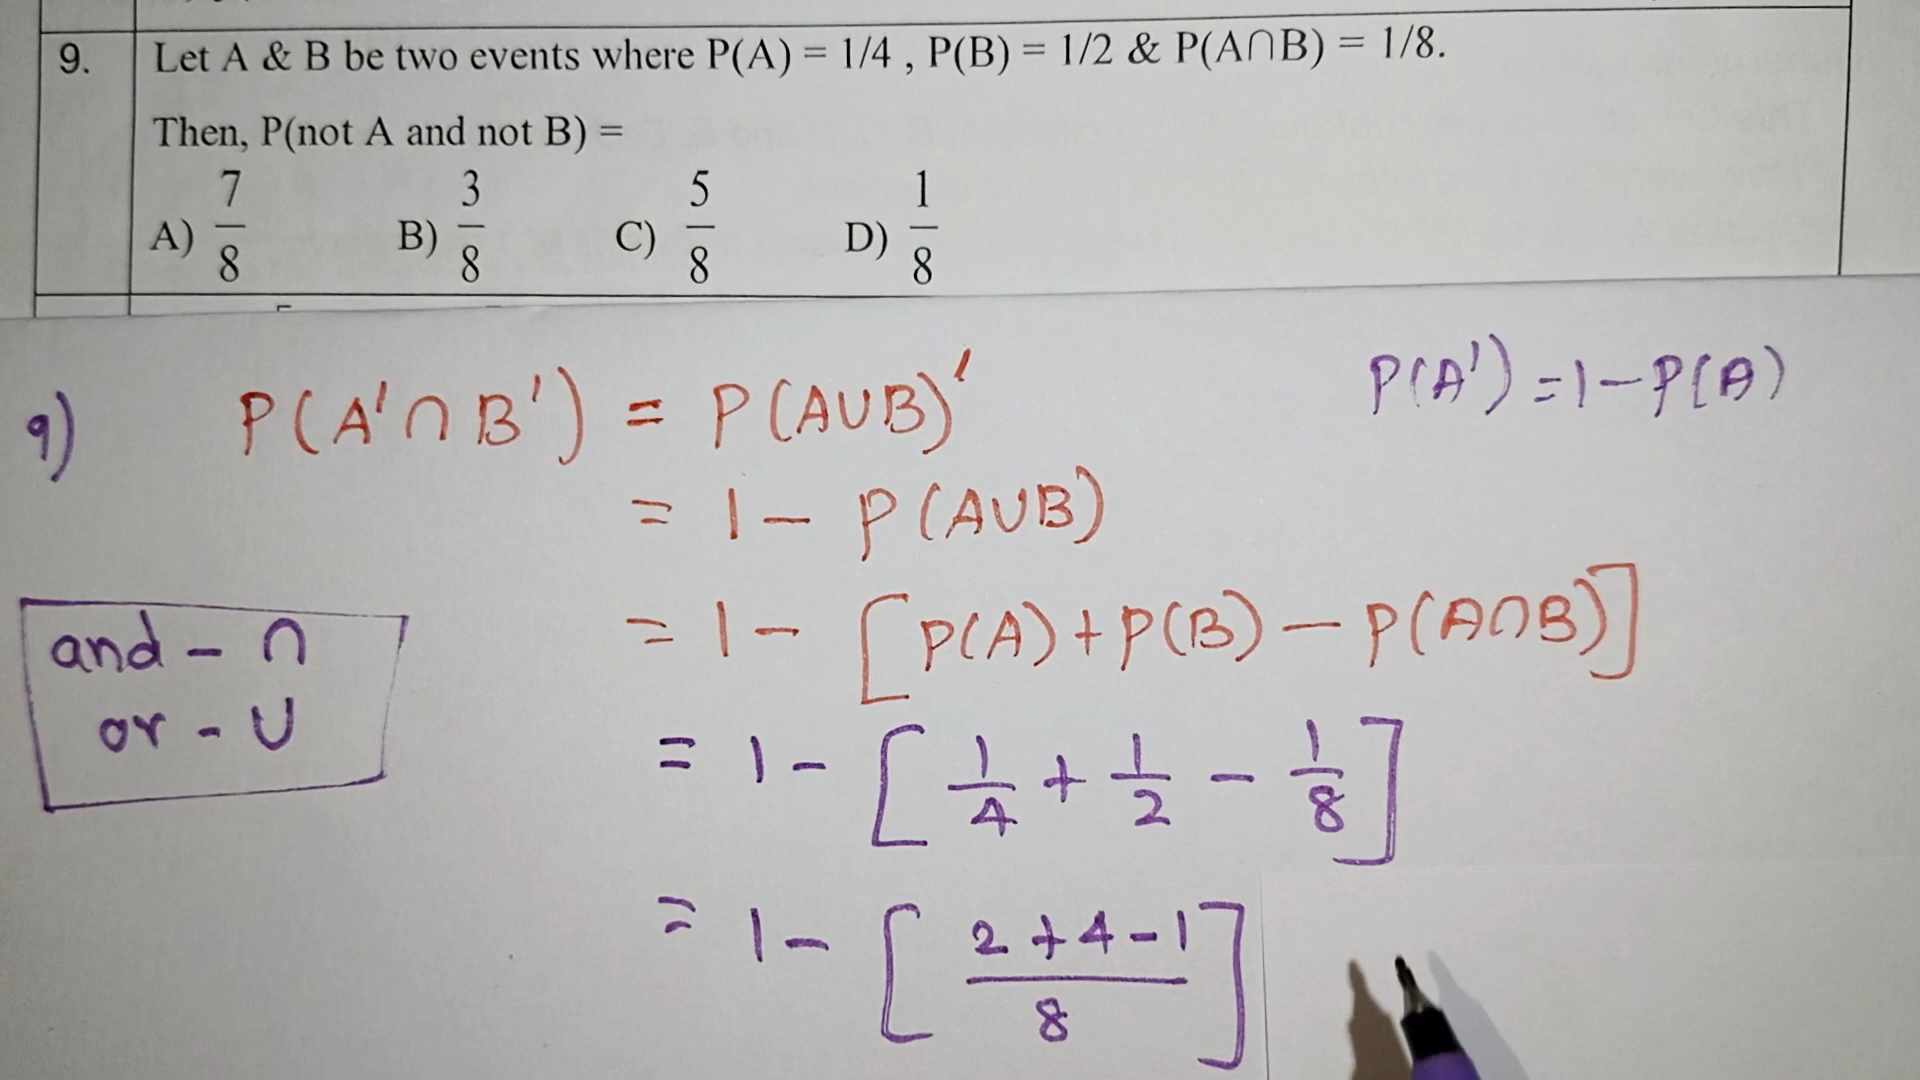 9. Let A & B be two events where P(A) = 1/4 , P(B) = 1/2 & P(A∩B) = 1/8.
Then, P(not A and not B) =
A) 7/8 B) 3/8 C) 5/8 D) 1/8
9) P(A'∩B') = P(A∪B)'
P(A') = 1 - P(A)
= 1 - P(A∪B)
= 1 - [P(A) + P(B) - P(A∩B)]
and - ∩
or - ∪
= 1 - [1/4 + 1/2 - 1/8]
= 1 - [2+4-1/8]